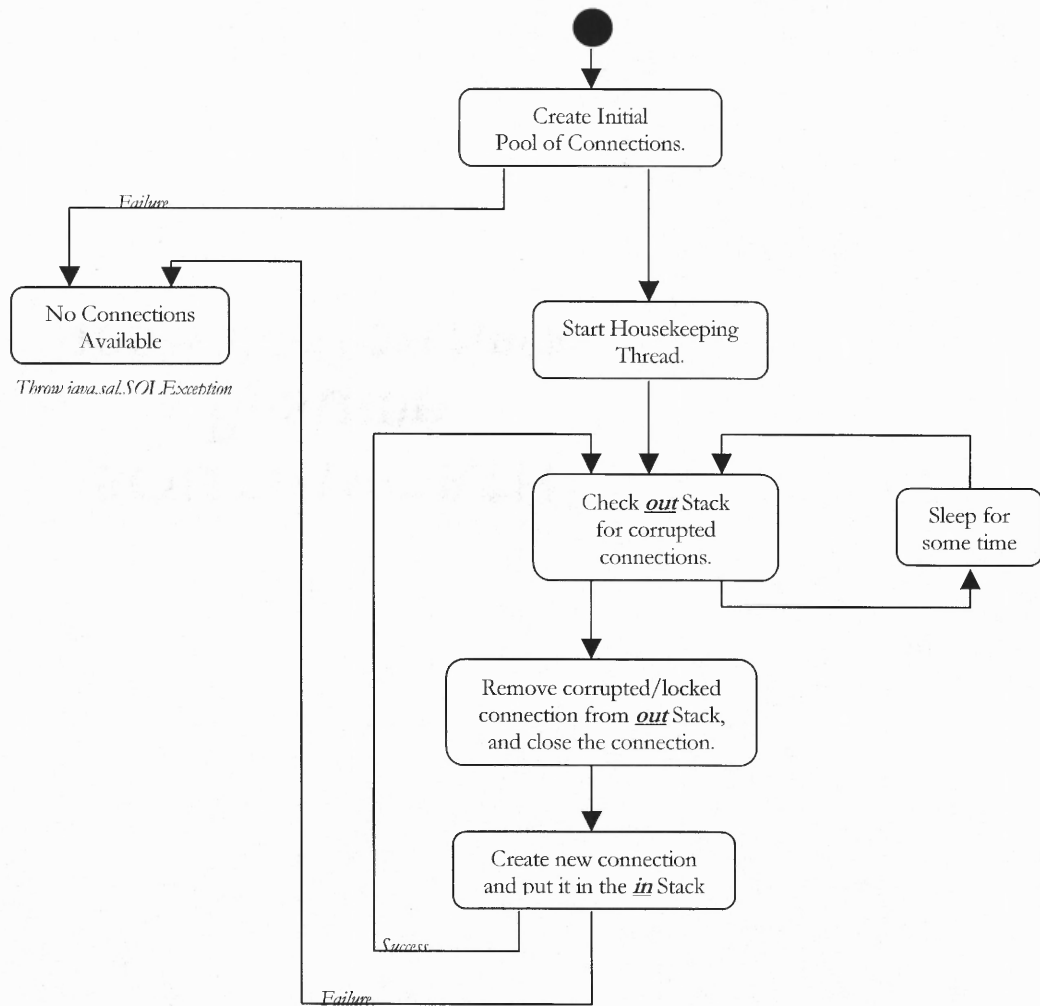 Create Initial
Pool of Connections.
Failure
No Connections
Available
Throw java.sql.SQLException
Start Housekeeping
Thread.
Check out Stack
for corrupted
connections.
Sleep for
some time
Remove corrupted/locked
connection from out Stack,
and close the connection.
Create new connection
and put it in the in Stack
Success
Failure